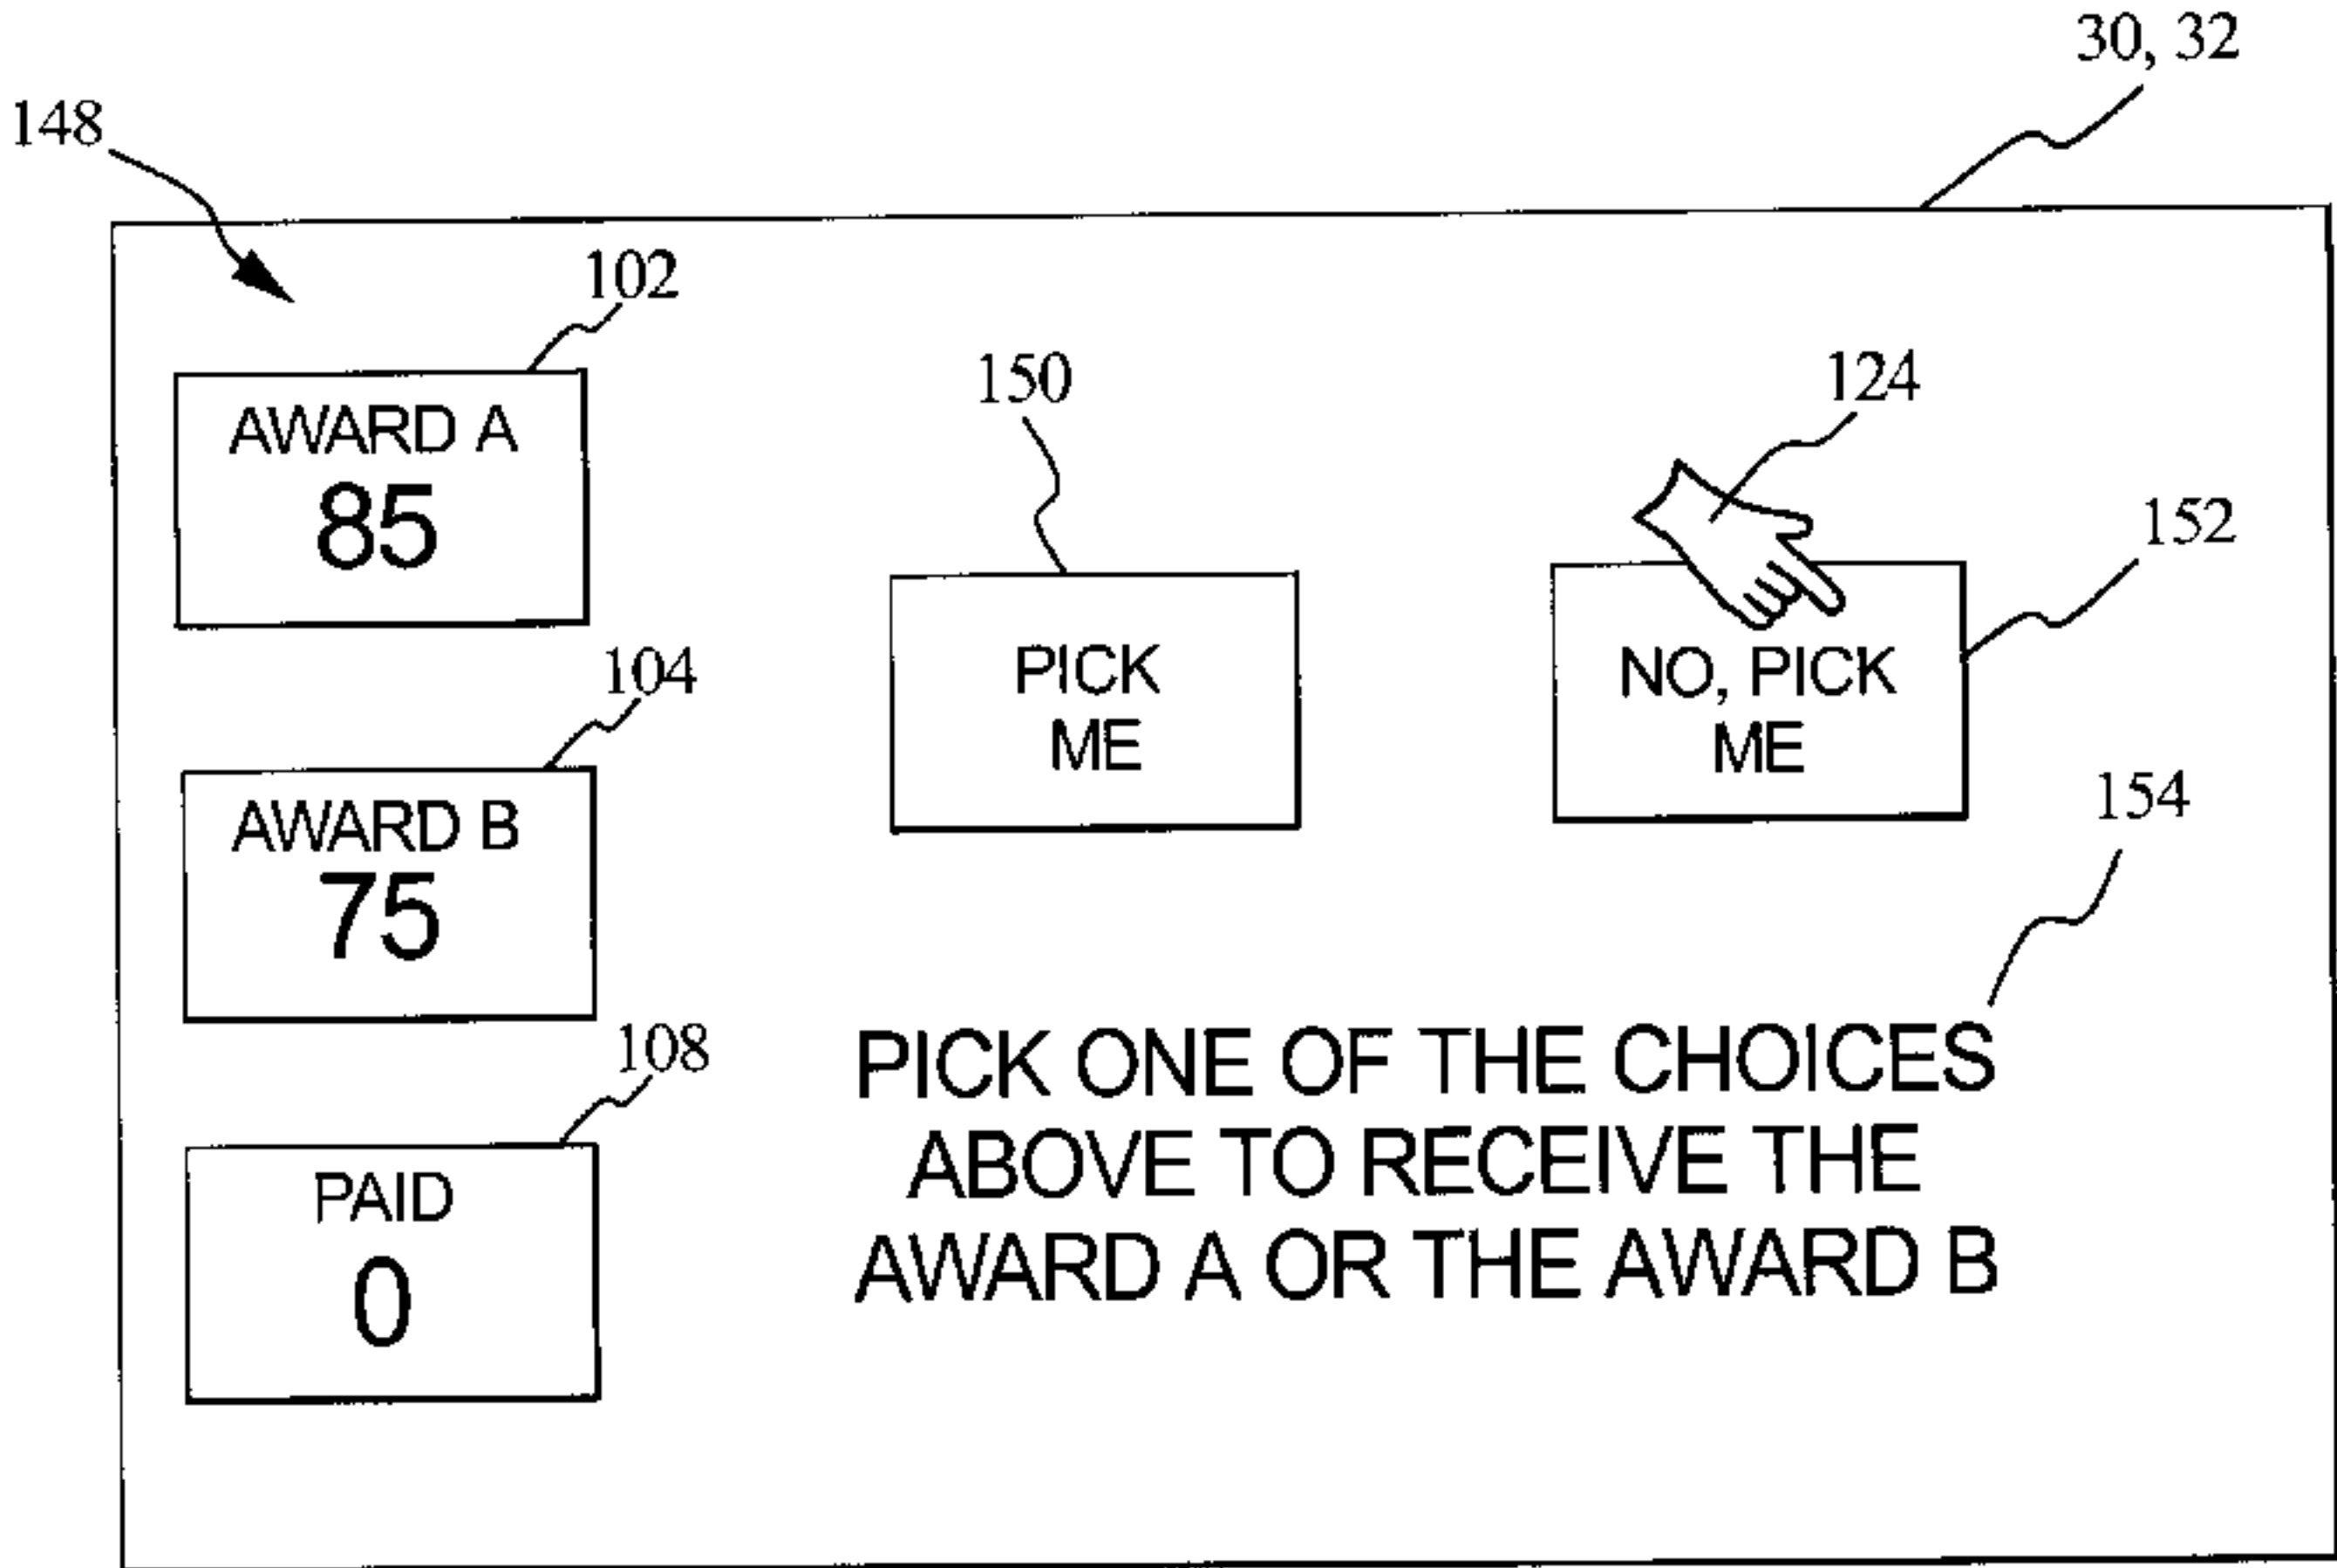 30, 32
148
102
AWARD A
85
150
124
152
PICK
ME
NO, PICK
ME
104
AWARD B
75
154
108
PAID
0
PICK ONE OF THE CHOICES
ABOVE TO RECEIVE THE
AWARD A OR THE AWARD B